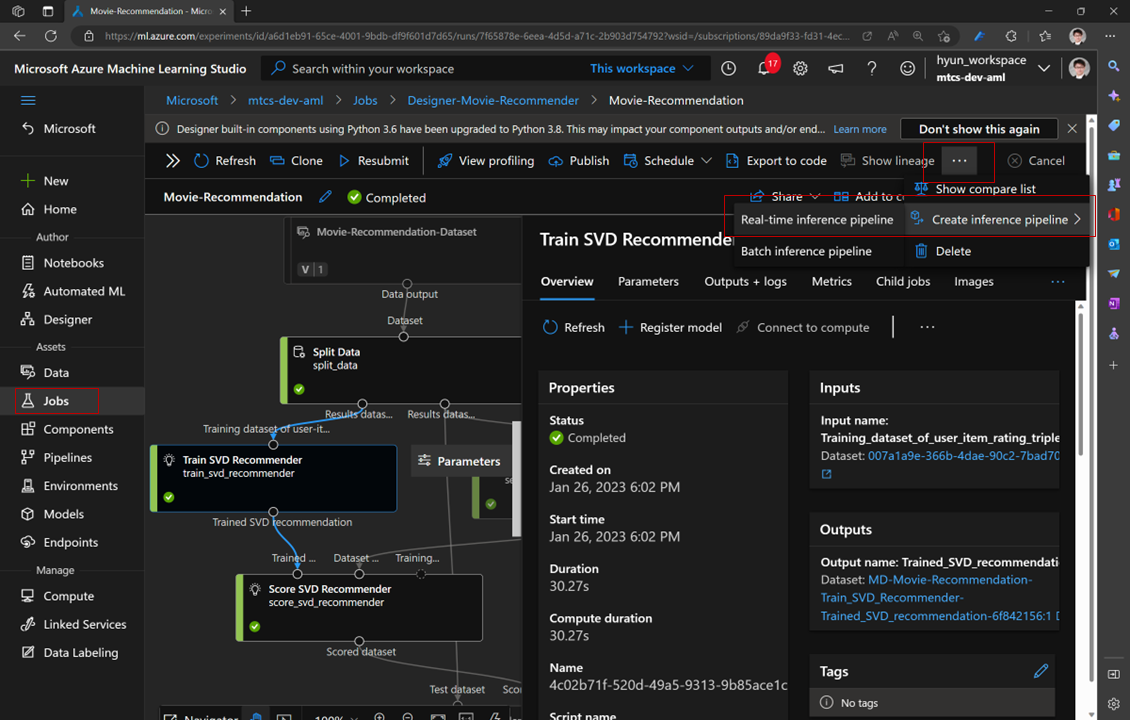 Movie-Recommendation - Micro
https://ml.azure.com/experiments/id/a6d1eb91-65ce-4001-9bdb-df9f601d7d65/runs/7f65878e-6eea-4d5d-a71c-2b903d754792?wsid=/subscriptions/89da9f33-fd31-4ec...
Microsoft Azure Machine Learning Studio
Search within your workspace
This workspace
17
hyun_workspace
mtcs-dev-aml
Microsoft
Microsoft > mtcs-dev-aml > Jobs > Designer-Movie-Recommender > Movie-Recommendation
Designer built-in components using Python 3.6 have been upgraded to Python 3.8. This may impact your component outputs and/or end...
Learn more
Don't show this again
Refresh
Clone
Resubmit
View profiling
Publish
Schedule
Export to code
Show lineage
...
Cancel
New
Home
Author
Notebooks
Automated ML
Designer
Assets
Data
Jobs
Components
Pipelines
Environments
Models
Endpoints
Manage
Compute
Linked Services
Data Labeling
Movie-Recommendation
Completed
Share
Add to c
Show compare list
Real-time inference pipeline
Create inference pipeline
Batch inference pipeline
Delete
Movie-Recommendation-Dataset
V 1
Data output
Dataset
Split Data
split_data
Results datas...
Results datas...
Training dataset of user-it...
Train SVD Recommender
train_svd_recommender
Parameters
se
Trained SVD recommendation
Trained ...
Dataset ...
Training...
Score SVD Recommender
score_svd_recommender
Scored dataset
Test dataset
Scor
Navigator
100%
Train SVD Recommende
Overview
Parameters
Outputs + logs
Metrics
Child jobs
Images
...
Refresh
Register model
Connect to compute
...
Properties
Status
Completed
Created on
Jan 26, 2023 6:02 PM
Start time
Jan 26, 2023 6:02 PM
Duration
30.27s
Compute duration
30.27s
Name
4c02b71f-520d-49a5-9313-9b85ace1c
Script name
Inputs
Input name:
Training_dataset_of_user_item_rating_triple
Dataset: 007a1a9e-366b-4dae-90c2-7bad70
Outputs
Output name: Trained_SVD_recommendati
Dataset: MD-Movie-Recommendation-
Train_SVD_Recommender-
Trained_SVD_recommendation-6f842156:1
Tags
No tags